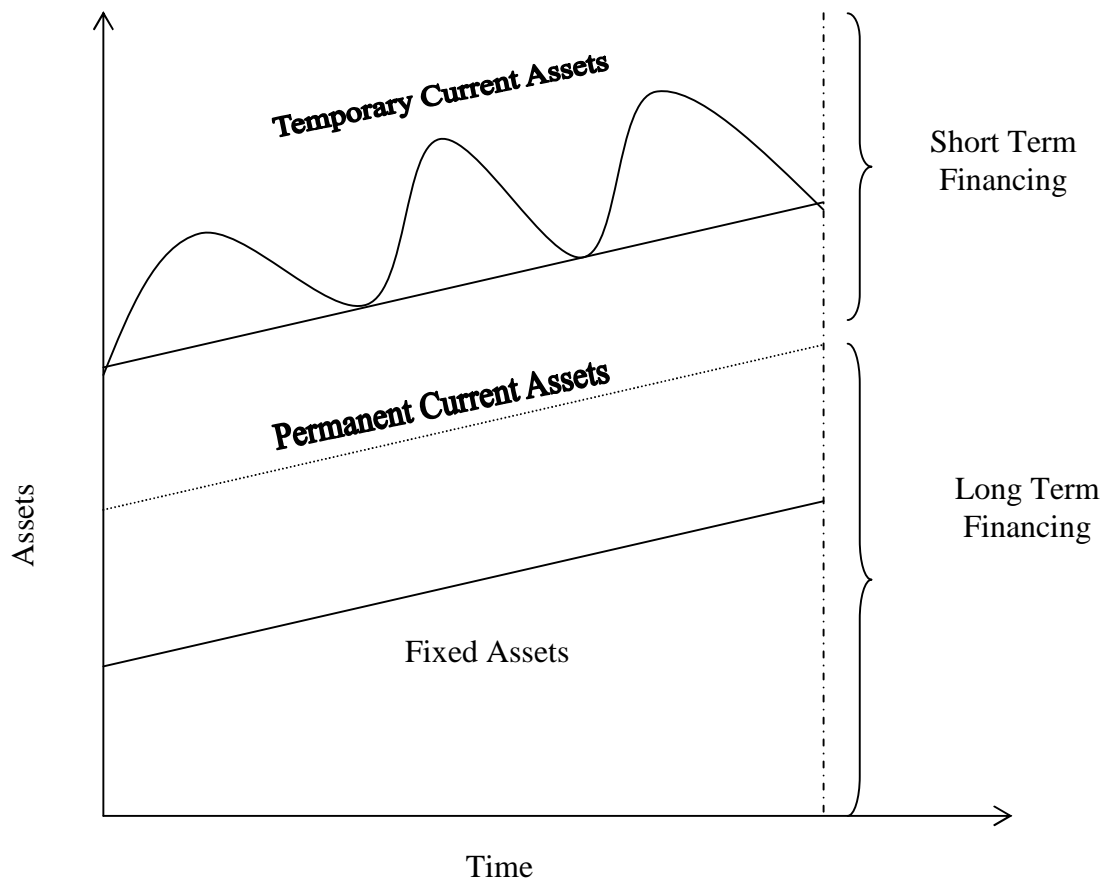 Temporary Current Assets
Short Term
Financing
Permanent Current Assets
Long Term
Financing
Assets
Fixed Assets
Time